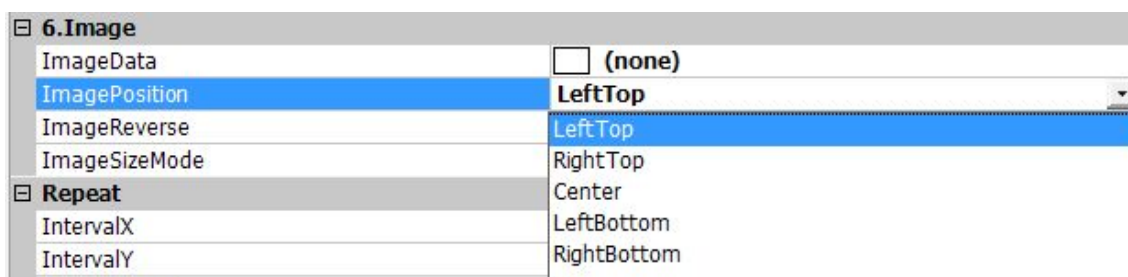 6.Image
ImageData (none)
ImagePosition LeftTop
ImageReverse LeftTop
ImageSizeMode RightTop
Repeat Center
IntervalX LeftBottom
IntervalY RightBottom